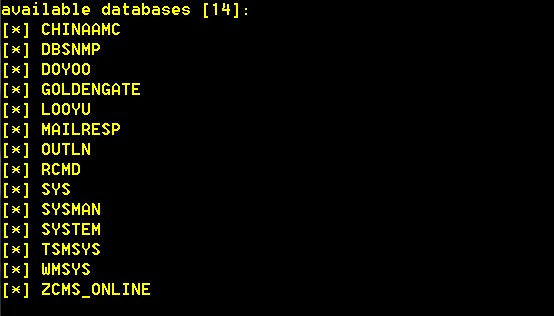 available databases [14]:
[*] CHINAAMC
[*] DBSNMP
[*] DOYOO
[*] GOLDENGATE
[*] LOOYU
[*] MAILRESP
[*] OUTLN
[*] RCMD
[*] SYS
[*] SYSMAN
[*] SYSTEM
[*] TSMSYS
[*] WMSYS
[*] ZCMS_ONLINE